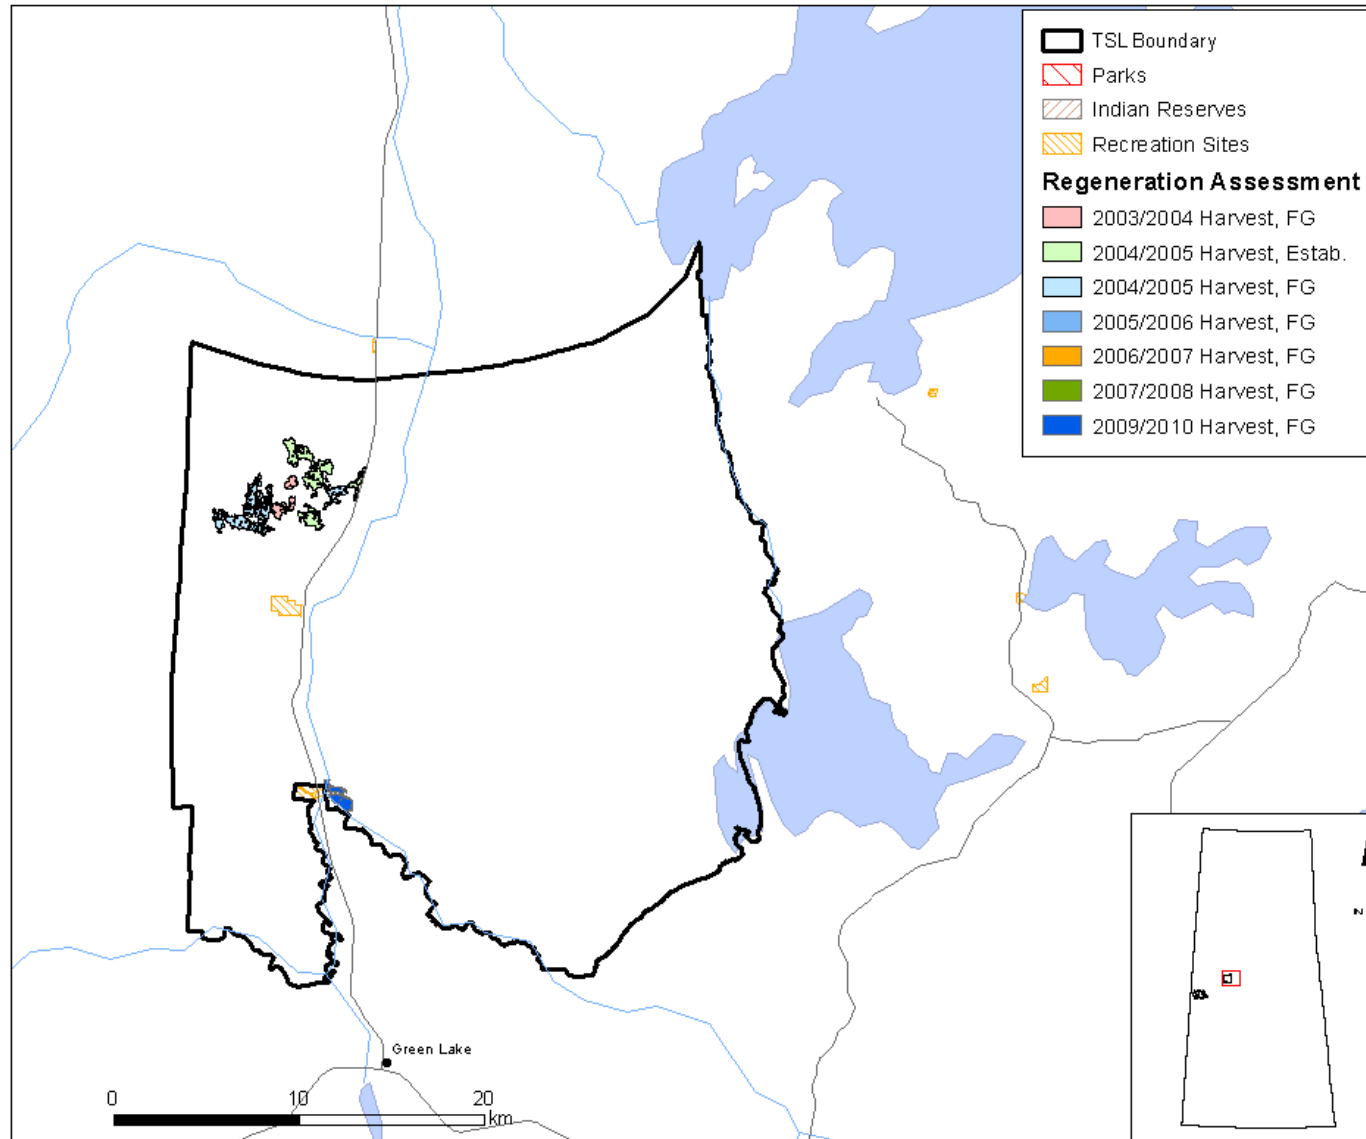 TSL Boundary
Parks
Indian Reserves
Recreation Sites
Regeneration Assessment
2003/2004 Harvest, FG
2004/2005 Harvest, Estab.
2004/2005 Harvest, FG
2005/2006 Harvest, FG
2006/2007 Harvest, FG
2007/2008 Harvest, FG
2009/2010 Harvest, FG
Green Lake
0 10 20
km